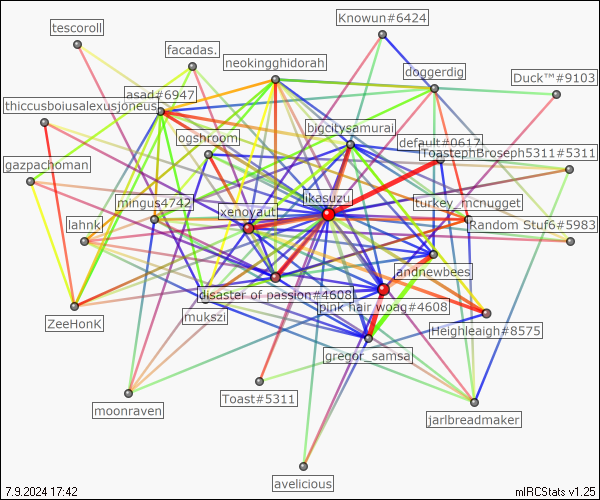 Knowun#6424
tescoroll
facadas.
neokingghidorah
doggerdig
Duck™#9103
asad#6947
thiccusboiusalexusjoneus
bigcitysamurai
ogshroom
default#0617
ToastephBroseph5311#5311
gazpachoman
mingus4742
ikasuzu
turkey_mcnugget
xenoyaut
lahnk
Random Stuf6#5983
andnewbees
disaster of passion#4608
pink hair woag#4608
mukszi
ZeeHonK
Heighleaigh#8575
gregor_samsa
Toast#5311
moonraven
jarlbreadmaker
avelicious
7.9.2024 17:42
mIRCStats v1.25